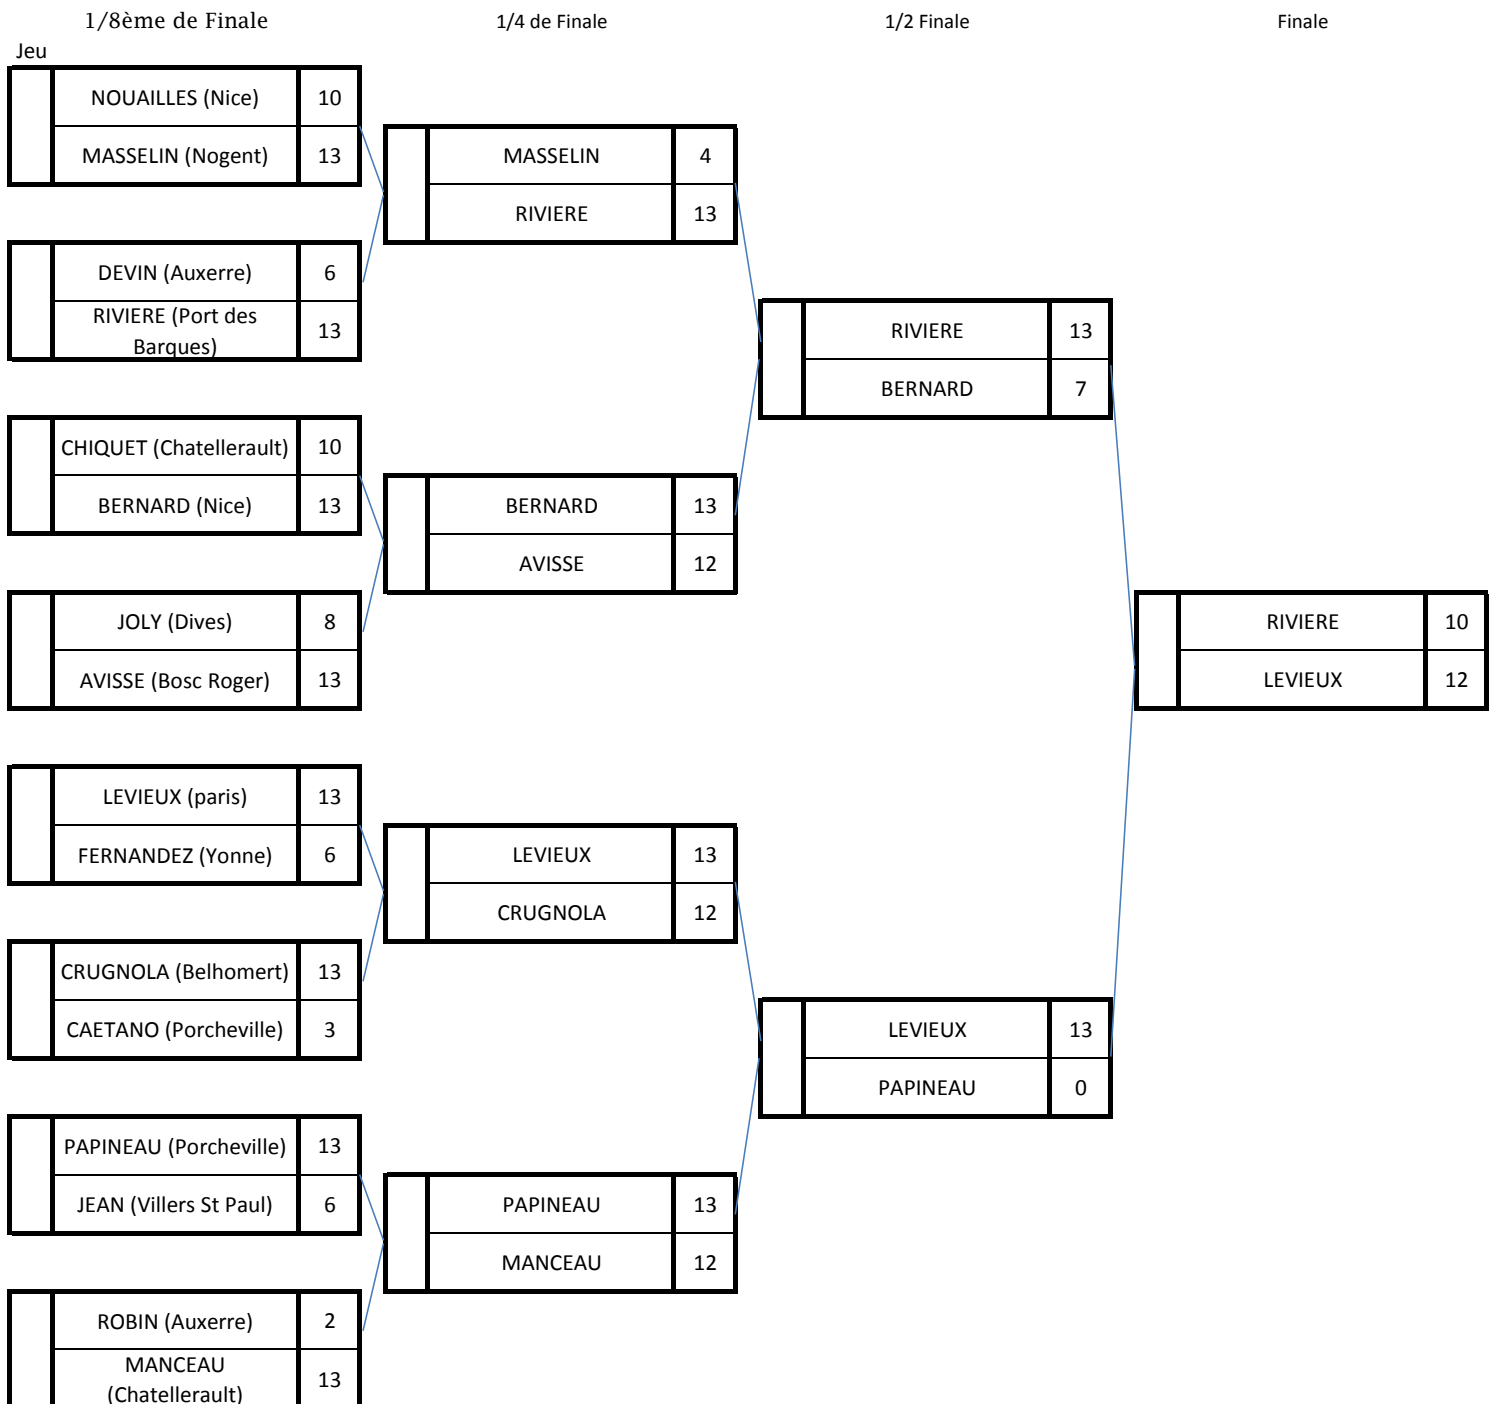 1/8ème de Finale
1/4 de Finale
1/2 Finale
Finale
Jeu
NOUAILLES (Nice) 10
MASSELIN (Nogent) 13
DEVIN (Auxerre) 6
RIVIERE (Port des
Barques) 13
CHIQUET (Chatellerault) 10
BERNARD (Nice) 13
JOLY (Dives) 8
AVISSE (Bosc Roger) 13
LEVIEUX (paris) 13
FERNANDEZ (Yonne) 6
CRUGNOLA (Belhomert) 13
CAETANO (Porcheville) 3
PAPINEAU (Porcheville) 13
JEAN (Villers St Paul) 6
ROBIN (Auxerre) 2
MANCEAU
(Chatellerault) 13
MASSELIN 4
RIVIERE 13
BERNARD 13
AVISSE 12
LEVIEUX 13
CRUGNOLA 12
PAPINEAU 13
MANCEAU 12
RIVIERE 13
BERNARD 7
LEVIEUX 13
PAPINEAU 0
RIVIERE 10
LEVIEUX 12